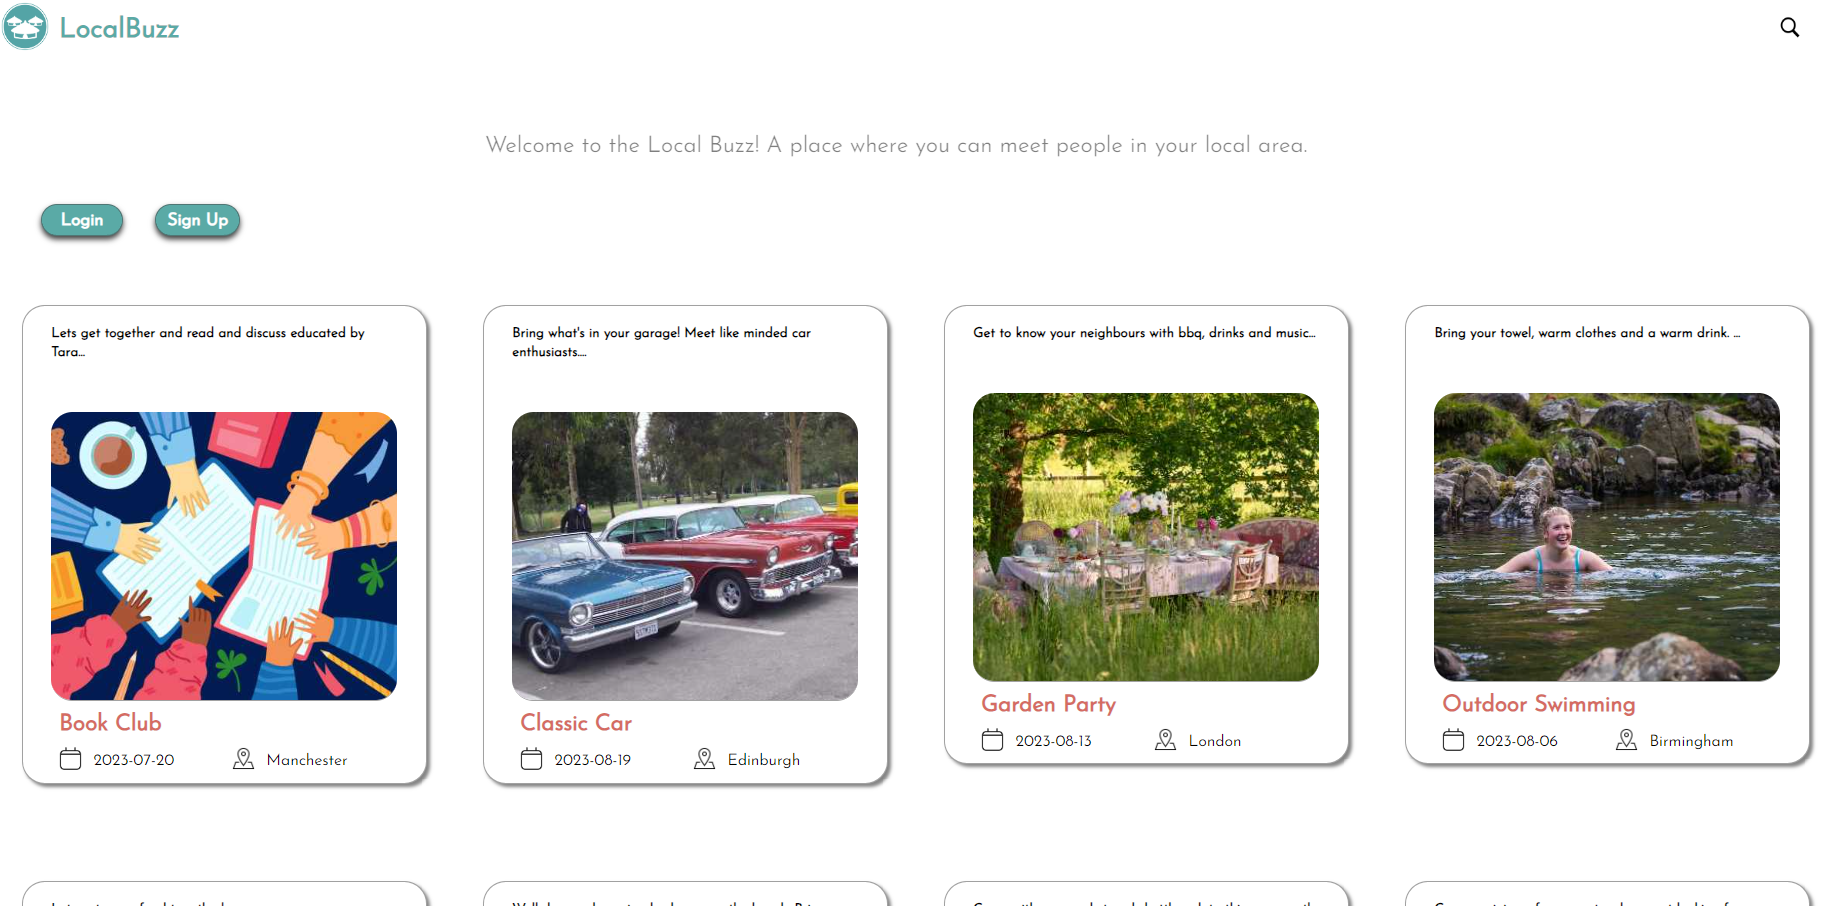 LocalBuzz
Welcome to the Local Buzz! A place where you can meet people in your local area.
Login
Sign Up
Lets get together and read and discuss educated by
Tara...
Book Club
2023-07-20
Manchester
Bring what's in your garage! Meet like minded car
enthusiasts....
Classic Car
2023-08-19
Edinburgh
Get to know your neighbours with bbq, drinks and music...
Garden Party
2023-08-13
London
Bring your towel, warm clothes and a warm drink. ...
Outdoor Swimming
2023-08-06
Birmingham